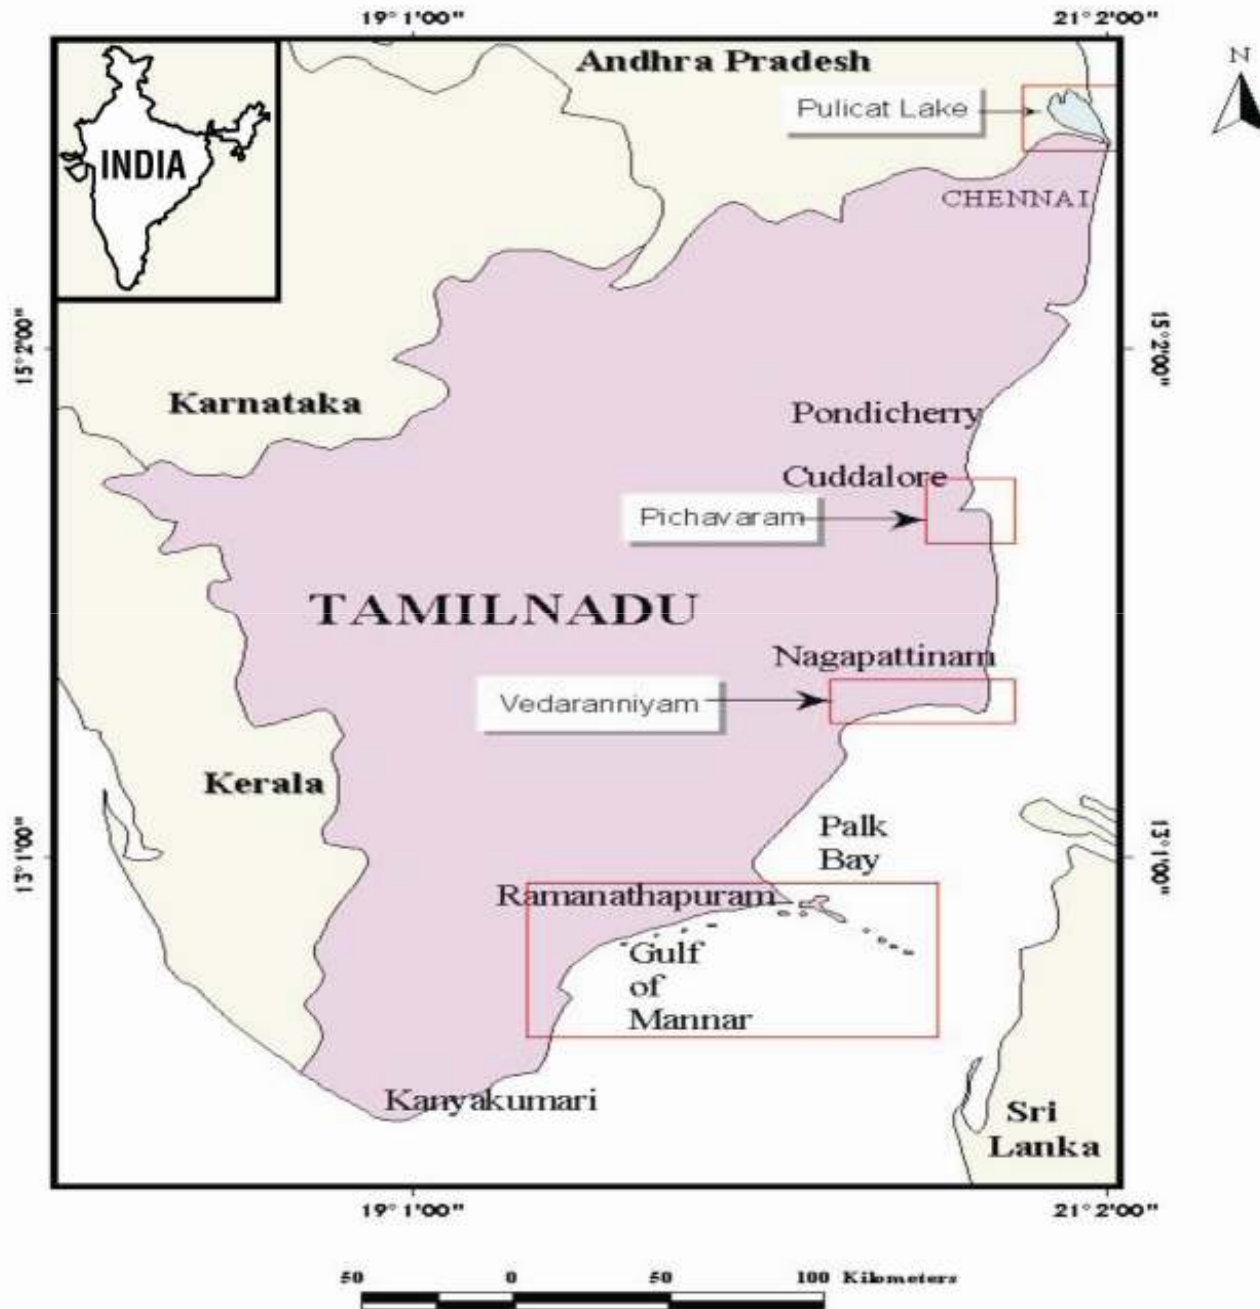 19°1'00"
21°2'00"
Andhra Pradesh
N
Pulicat Lake
INDIA
CHENNAI
15°2'00"
15°2'00"
Karnataka
Pondicherry
Cuddalore
Pichavaram
TAMILNADU
Nagapattinam
Vedaranniyam
Kerala
Palk
Bay
13°1'00"
13°1'00"
Ramanathapuram
Gulf
of
Mannar
Kanyakumari
Sri
Lanka
19°1'00"
21°2'00"
50 0 50 100 Kilometers